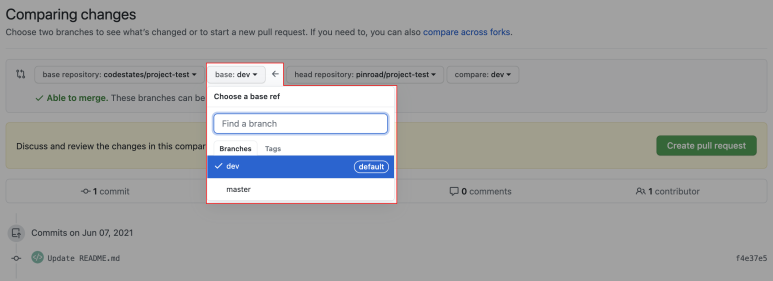 Comparing changes
Choose two branches to see what's changed or to start a new pull request. If you need to, you can also compare across forks.
base repository: codestates/project-test base: dev head repository: pinroad/project-test compare: dev
Able to merge. These branches can be
Choose a base ref
Find a branch
Branches Tags
dev default
master
Discuss and review the changes in this compar
Create pull request
1 commit
0 comments
1 contributor
Commits on Jun 07, 2021
Update README.md
f4e37e5